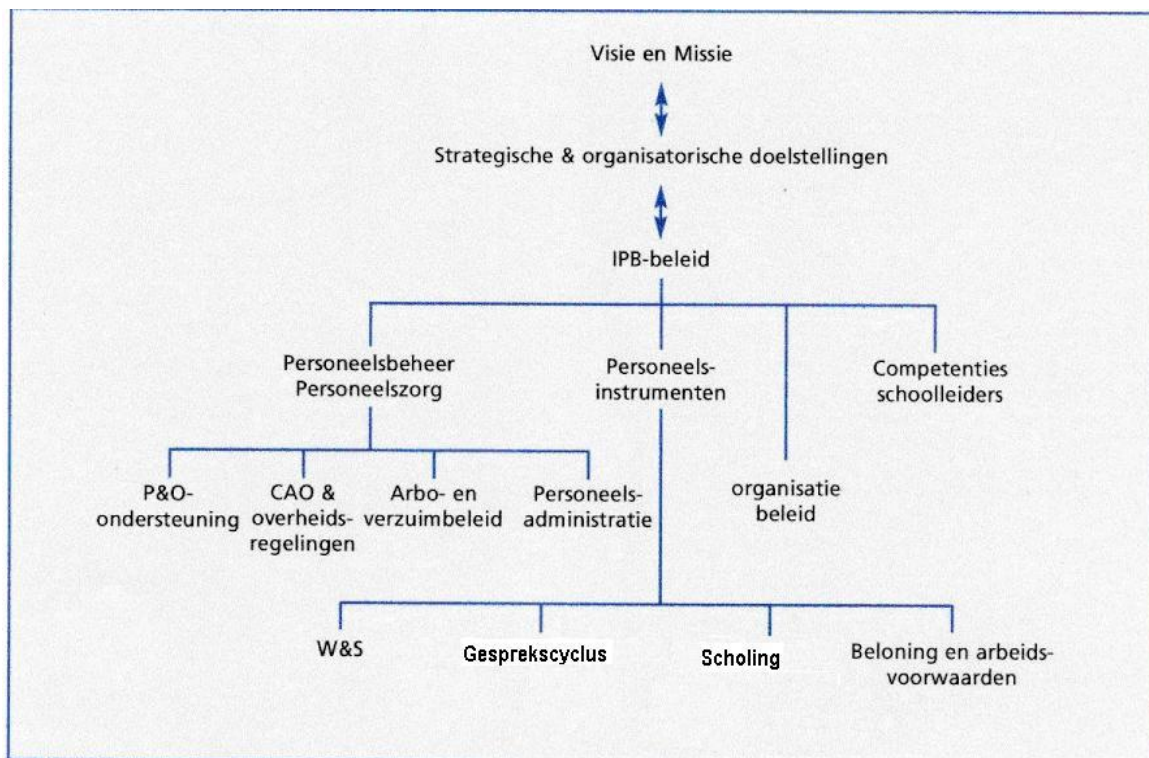 Visie en Missie
Strategische & organisatorische doelstellingen
IPB-beleid
Personeelsbeheer
Personeelszorg
Personeels-
instrumenten
Competenties
schoolleiders
P&O-
ondersteuning
CAO &
overheids-
regelingen
Arbo- en
verzuimbeleid
Personeels-
administratie
organisatie
beleid
W&S
Gesprekscyclus
Scholing
Beloning en arbeids-
voorwaarden